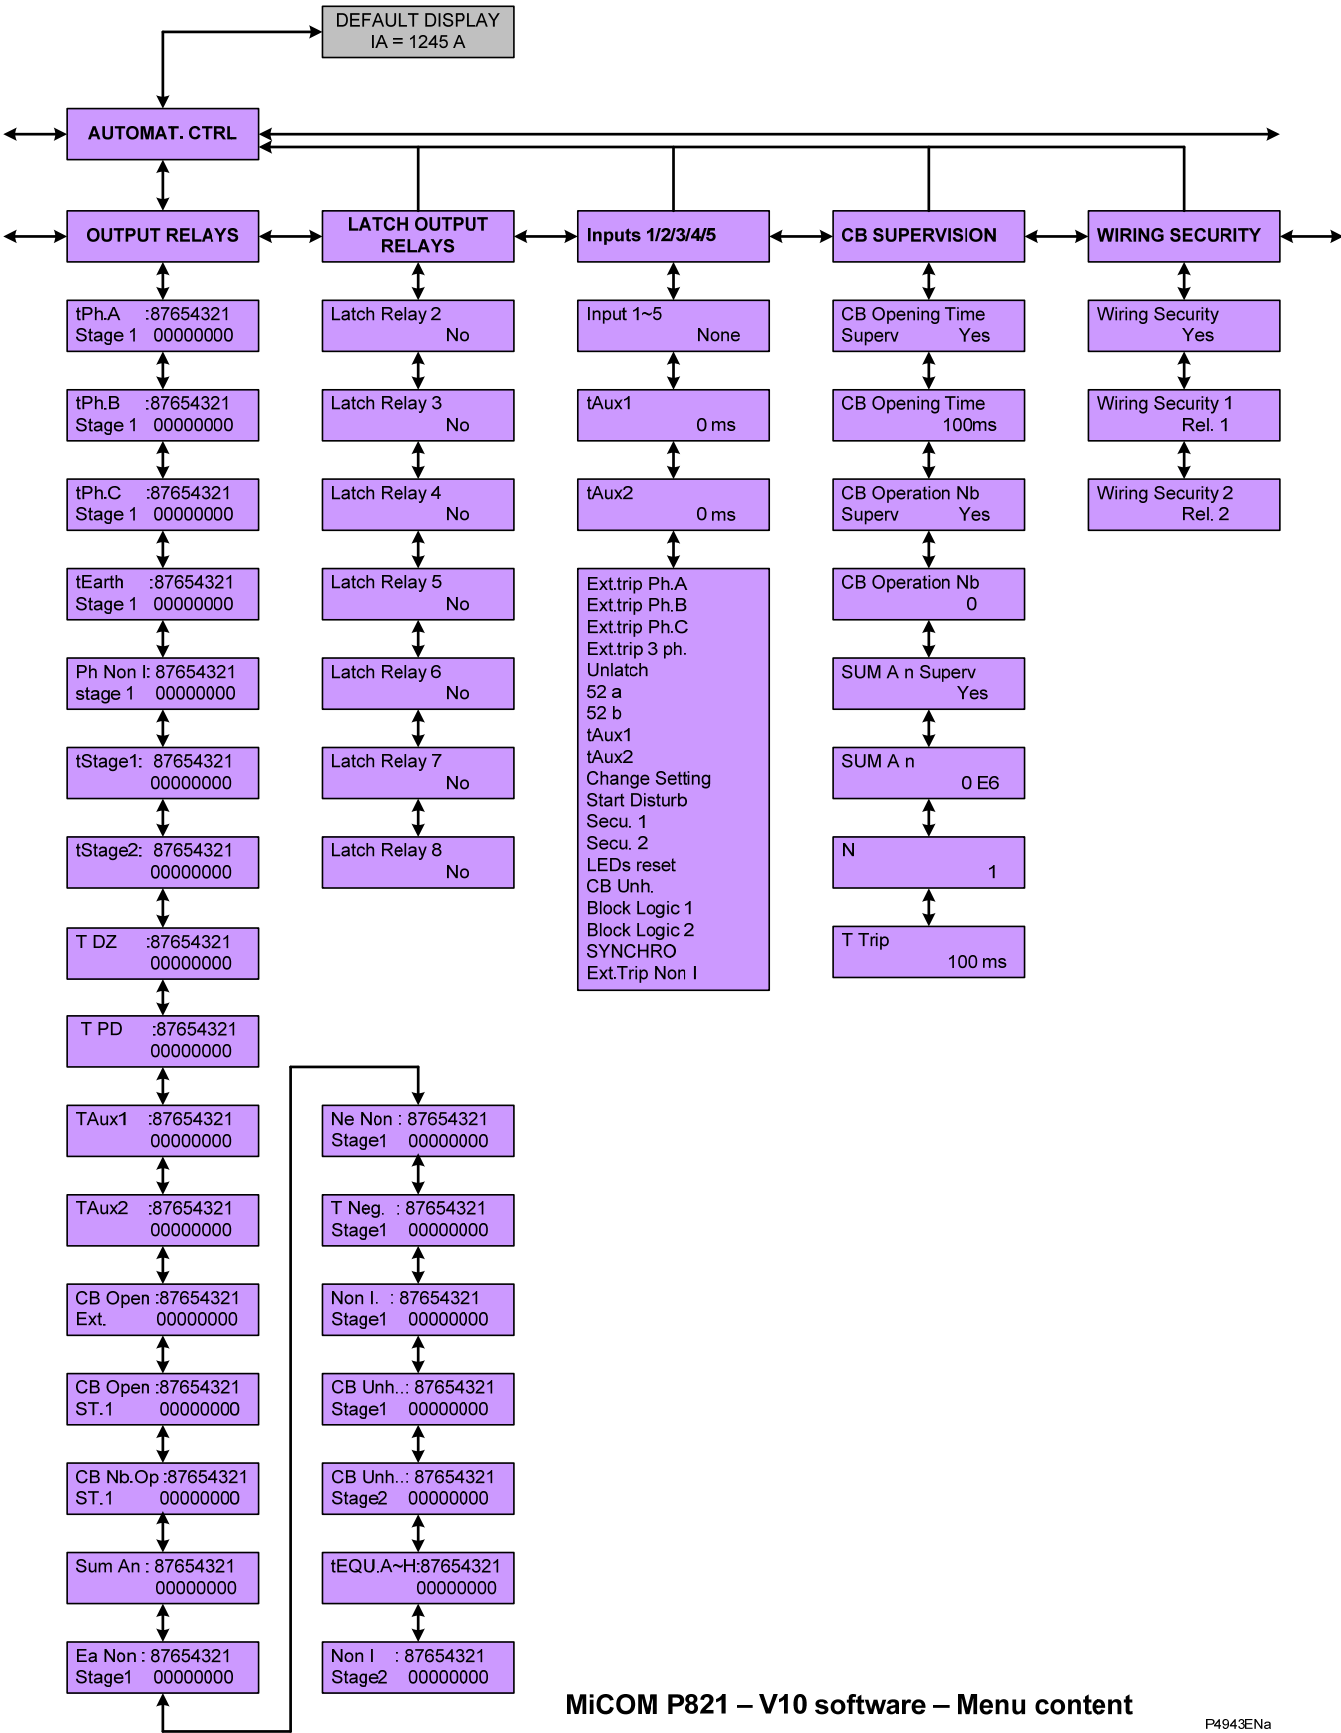 DEFAULT DISPLAY
IA = 1245 A
AUTOMAT. CTRL
OUTPUT RELAYS
LATCH OUTPUT
RELAYS
Inputs 1/2/3/4/5
CB SUPERVISION
WIRING SECURITY
tPh.A :87654321
Stage 1 00000000
tPh.B :87654321
Stage 1 00000000
tPh.C :87654321
Stage 1 00000000
tEarth :87654321
Stage 1 00000000
Ph Non I: 87654321
stage 1 00000000
tStage1: 87654321
00000000
tStage2: 87654321
00000000
T DZ :87654321
00000000
T PD :87654321
00000000
TAux1 :87654321
00000000
TAux2 :87654321
00000000
CB Open :87654321
Ext. 00000000
CB Open :87654321
ST.1 00000000
CB Nb.Op :87654321
ST.1 00000000
Sum An : 87654321
00000000
Ea Non : 87654321
Stage1 00000000
Latch Relay 2
No
Latch Relay 3
No
Latch Relay 4
No
Latch Relay 5
No
Latch Relay 6
No
Latch Relay 7
No
Latch Relay 8
No
Ne Non : 87654321
Stage1 00000000
T Neg. : 87654321
Stage1 00000000
Non I. : 87654321
Stage1 00000000
CB Unh..: 87654321
Stage1 00000000
CB Unh..: 87654321
Stage2 00000000
tEQU.A~H:87654321
00000000
Non I : 87654321
Stage2 00000000
Input 1~5
None
tAux1
0 ms
tAux2
0 ms
Ext.trip Ph.A
Ext.trip Ph.B
Ext.trip Ph.C
Ext.trip 3 ph.
Unlatch
52 a
52 b
tAux1
tAux2
Change Setting
Start Disturb
Secu. 1
Secu. 2
LEDs reset
CB Unh.
Block Logic 1
Block Logic 2
SYNCHRO
Ext.Trip Non I
CB Opening Time
Superv Yes
CB Opening Time
100ms
CB Operation Nb
Superv Yes
CB Operation Nb
0
SUM A n Superv
Yes
SUM A n
0 E6
N
1
T Trip
100 ms
Wiring Security
Yes
Wiring Security 1
Rel. 1
Wiring Security 2
Rel. 2
MiCOM P821 – V10 software – Menu content
P4943ENa